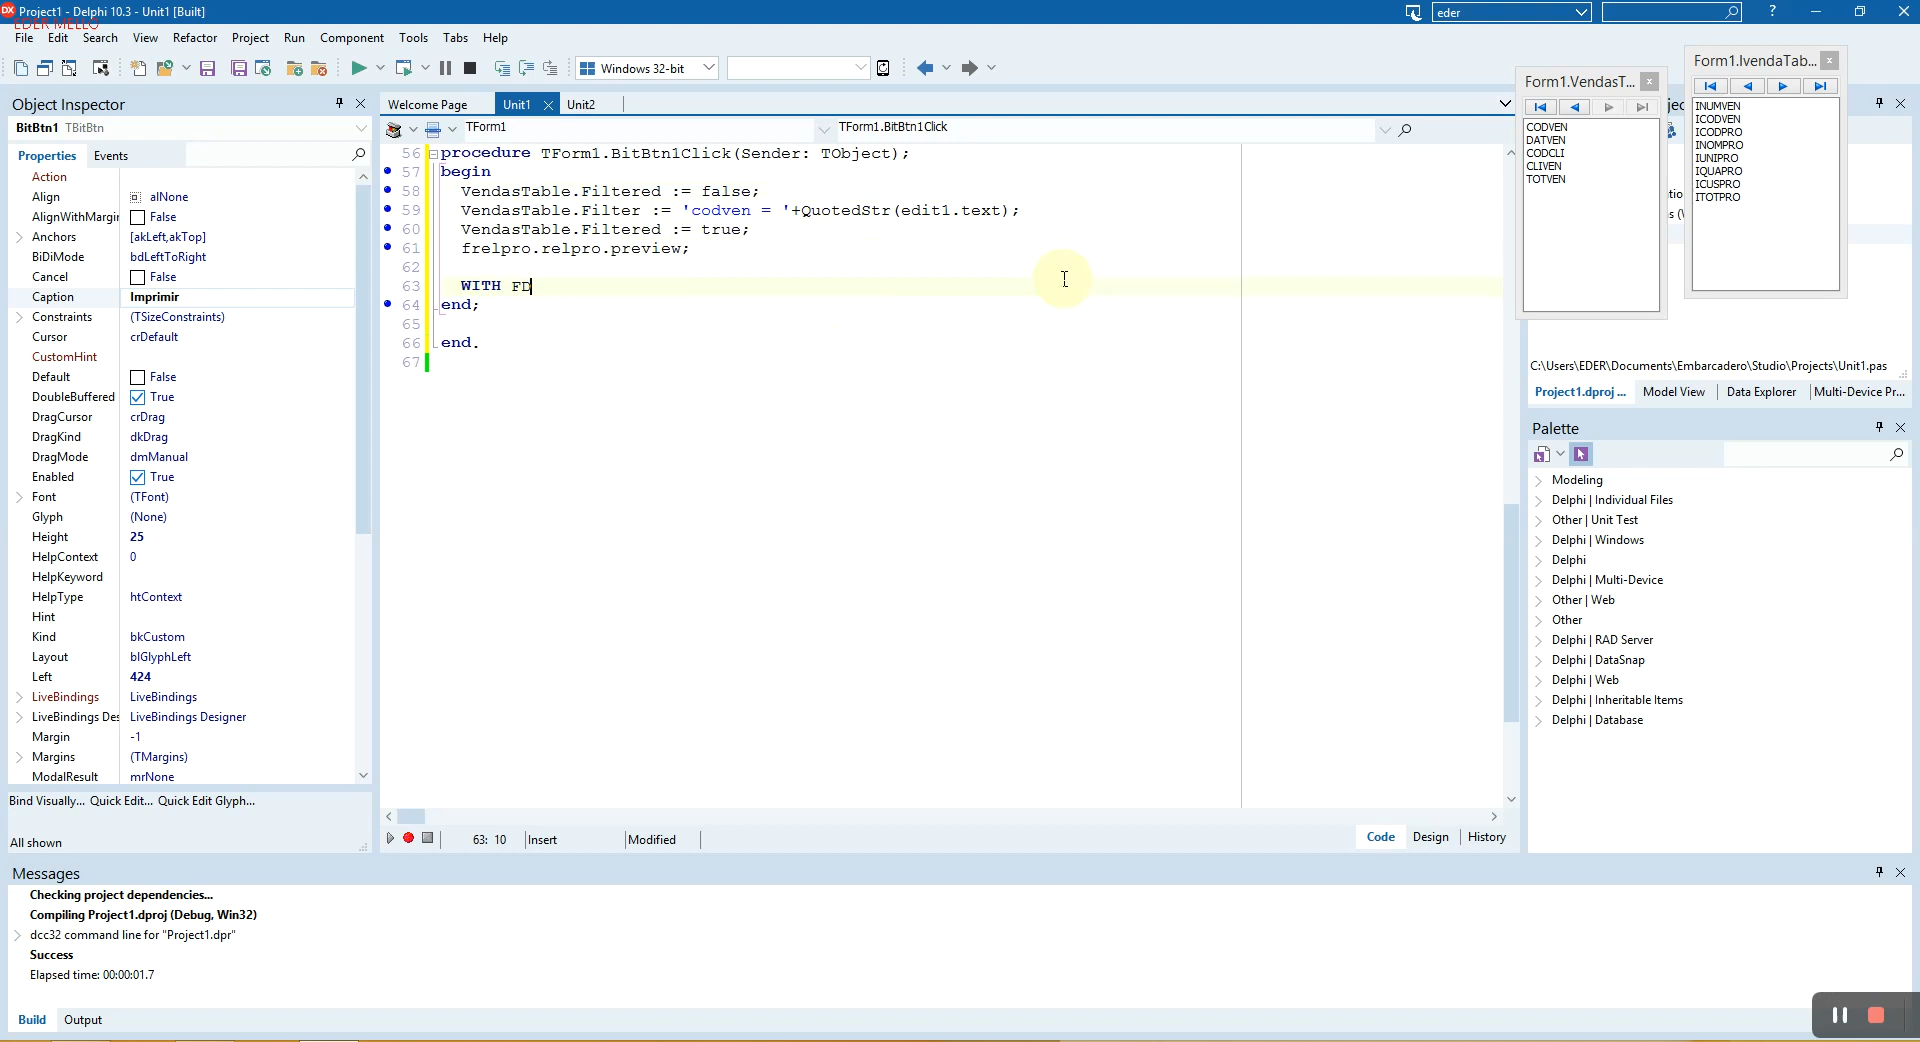 Project1 - Delphi 10.3 - Unit1 [Built]
eder
EDER MELLO
File Edit Search View Refactor Project Run Component Tools Tabs Help
Windows 32-bit
Object Inspector
BitBtn1 TBitBtn
Properties Events
Action
Align alNone
AlignWithMargin False
Anchors [akLeft,akTop]
BiDiMode bdLeftToRight
Cancel False
Caption Imprimir
Constraints (TSizeConstraints)
Cursor crDefault
CustomHint
Default False
DoubleBuffered True
DragCursor crDrag
DragKind dkDrag
DragMode dmManual
Enabled True
Font (TFont)
Glyph (None)
Height 25
HelpContext 0
HelpKeyword
HelpType htContext
Hint
Kind bkCustom
Layout blGlyphLeft
Left 424
LiveBindings LiveBindings
LiveBindings Des LiveBindings Designer
Margin -1
Margins (TMargins)
ModalResult mrNone
Bind Visually... Quick Edit... Quick Edit Glyph...
All shown
Welcome Page Unit1 Unit2
TForm1 TForm1.BitBtn1Click
56 procedure TForm1.BitBtn1Click(Sender: TObject);
57 begin
58 VendasTable.Filtered := false;
59 VendasTable.Filter := 'codven = '+QuotedStr(edit1.text);
60 VendasTable.Filtered := true;
61 frelpro.relpro.preview;
62
63 WITH FD
64 end;
65
66 end.
67
63: 10 Insert Modified
Code Design History
Form1.VendasT...
CODVEN
DATVEN
CODCLI
CLIVEN
TOTVEN
Form1.IvendaTab...
INUMVEN
ICODVEN
ICODPRO
INOMPRO
IUNIPRO
IQUAPRO
ICUSPRO
ITOTPRO
C:\Users\EDER\Documents\Embarcadero\Studio\Projects\Unit1.pas
Project1.dproj ... Model View Data Explorer Multi-Device Pr...
Palette
Modeling
Delphi | Individual Files
Other | Unit Test
Delphi | Windows
Delphi
Delphi | Multi-Device
Other | Web
Other
Delphi | RAD Server
Delphi | DataSnap
Delphi | Web
Delphi | Inheritable Items
Delphi | Database
Messages
Checking project dependencies...
Compiling Project1.dproj (Debug, Win32)
dcc32 command line for "Project1.dpr"
Success
Elapsed time: 00:00:01.7
Build Output